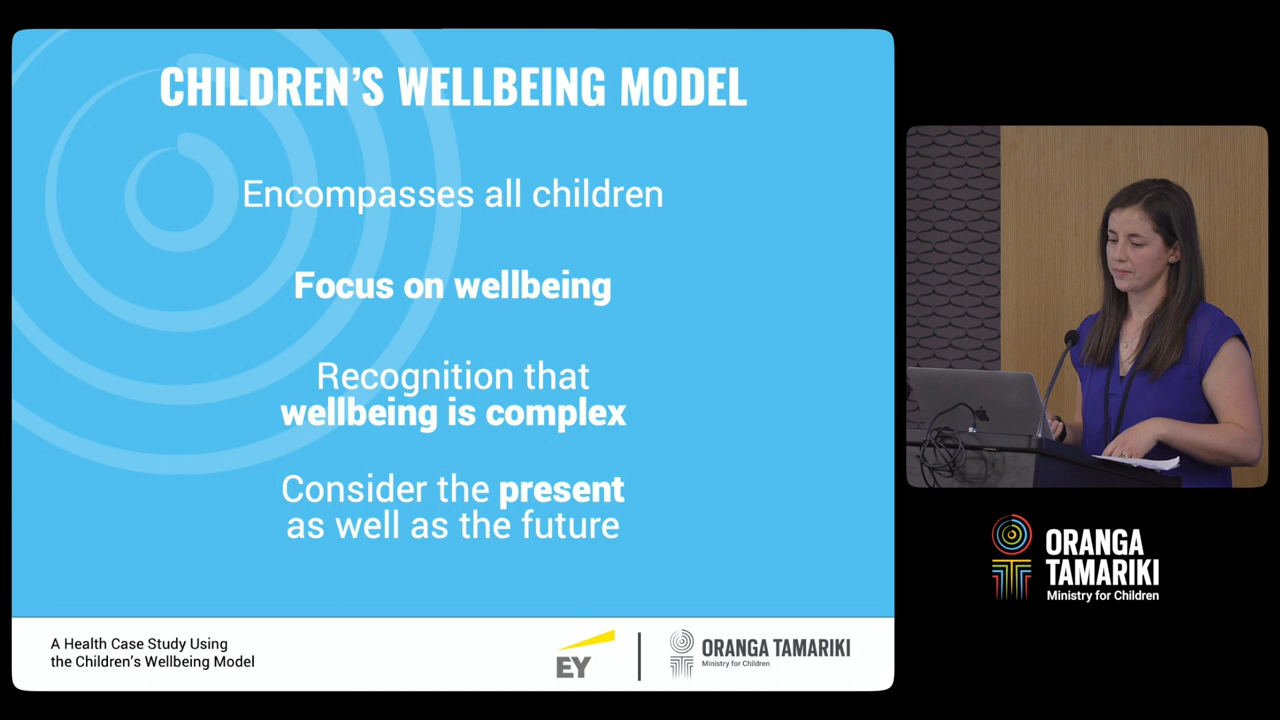 CHILDREN'S WELLBEING MODEL
Encompasses all children
Focus on wellbeing
Recognition that
wellbeing is complex
Consider the present
as well as the future
A Health Case Study Using
the Children's Wellbeing Model
EY
ORANGA TAMARIKI
Ministry for Children
ORANGA
TAMARIKI
Ministry for Children